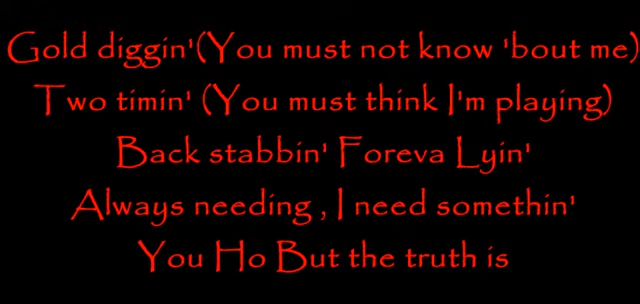 Gold diggin'(You must not know 'bout me)
Two timin' (You must think I'm playing)
Back stabbin' Foreva Lyin'
Always needing , I need somethin'
You Ho But the truth is